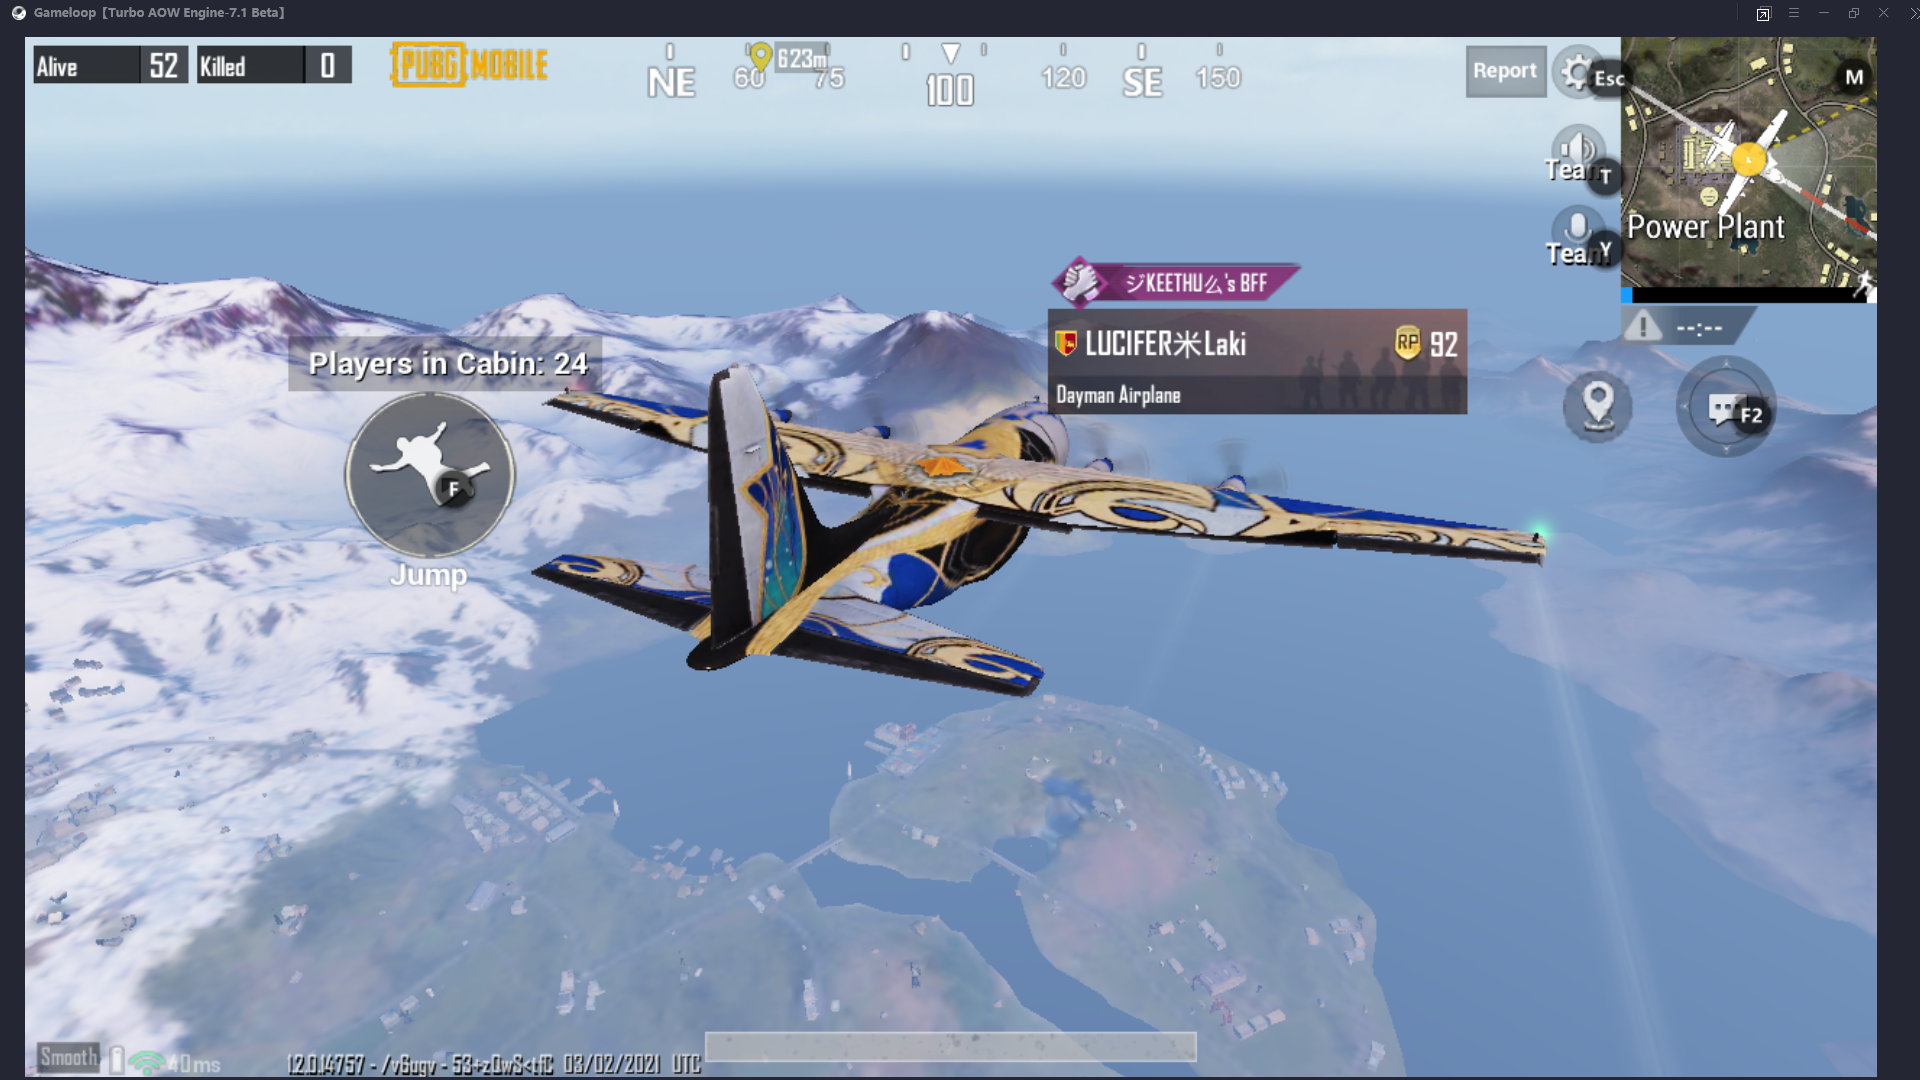 Gameloop [Turbo AOW Engine-7.1 Beta]
Alive 52 Killed 0
PUBG MOBILE
623m
NE 60 75 100 120 SE 150
Report
Esc
M
Team T
Team Y
Power Plant
--:--
F2
ジKEETHU么's BFF
LUCIFER米Laki
RP 92
Dayman Airplane
Players in Cabin: 24
F
Jump
Smooth
40ms
03/02/2021 UTC